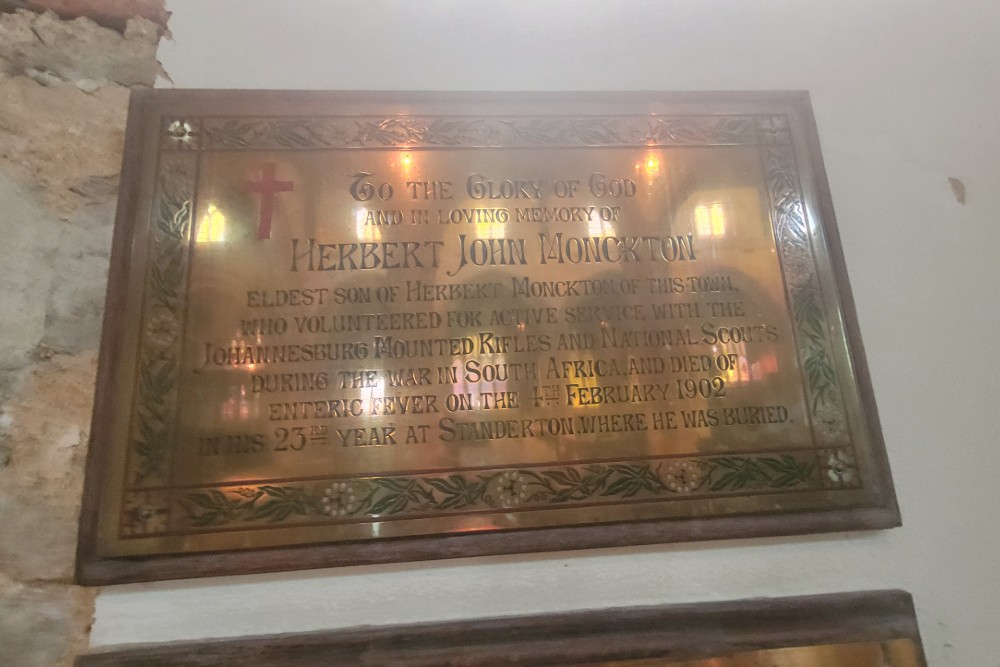 To the Glory of God
and in loving memory of
Herbert John Monckton
eldest son of Herbert Monckton of this town,
who volunteered for active service with the
Johannesburg Mounted Rifles and National Scouts
during the war in South Africa, and died of
enteric fever on the 4th February 1902
in his 23rd year at Standerton, where he was buried.